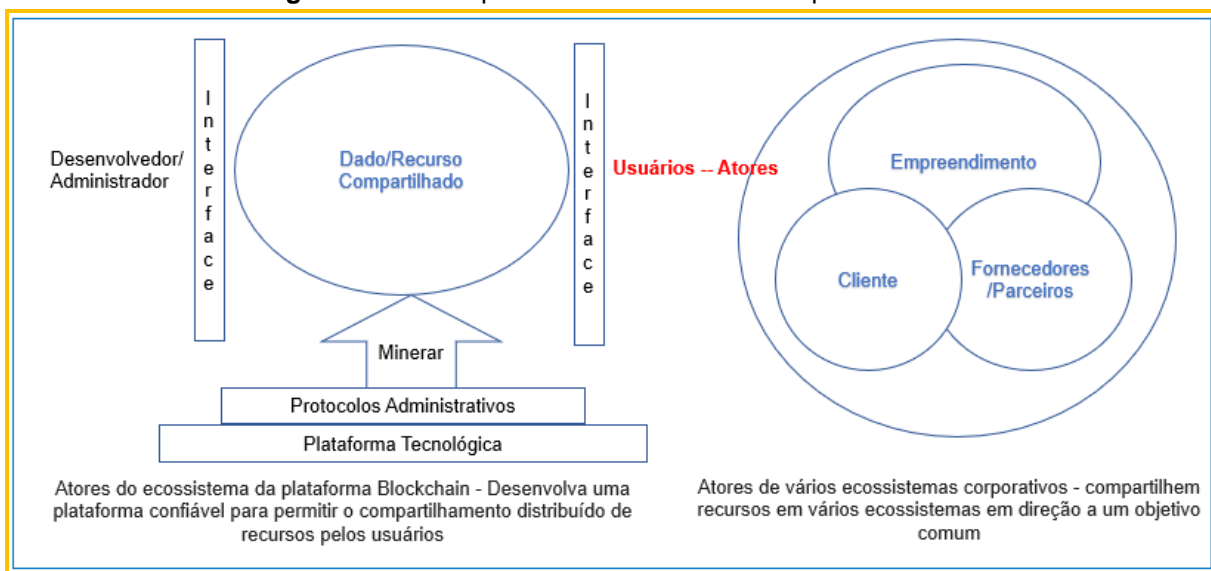 Desenvolvedor/
Administrador
Interface
Dado/Recurso
Compartilhado
Interface
Usuários -- Atores
Minerar
Protocolos Administrativos
Plataforma Tecnológica
Atores do ecossistema da plataforma Blockchain - Desenvolva uma
plataforma confiável para permitir o compartilhamento distribuído de
recursos pelos usuários
Empreendimento
Cliente
Fornecedores
/Parceiros
Atores de vários ecossistemas corporativos - compartilhem
recursos em vários ecossistemas em direção a um objetivo
comum